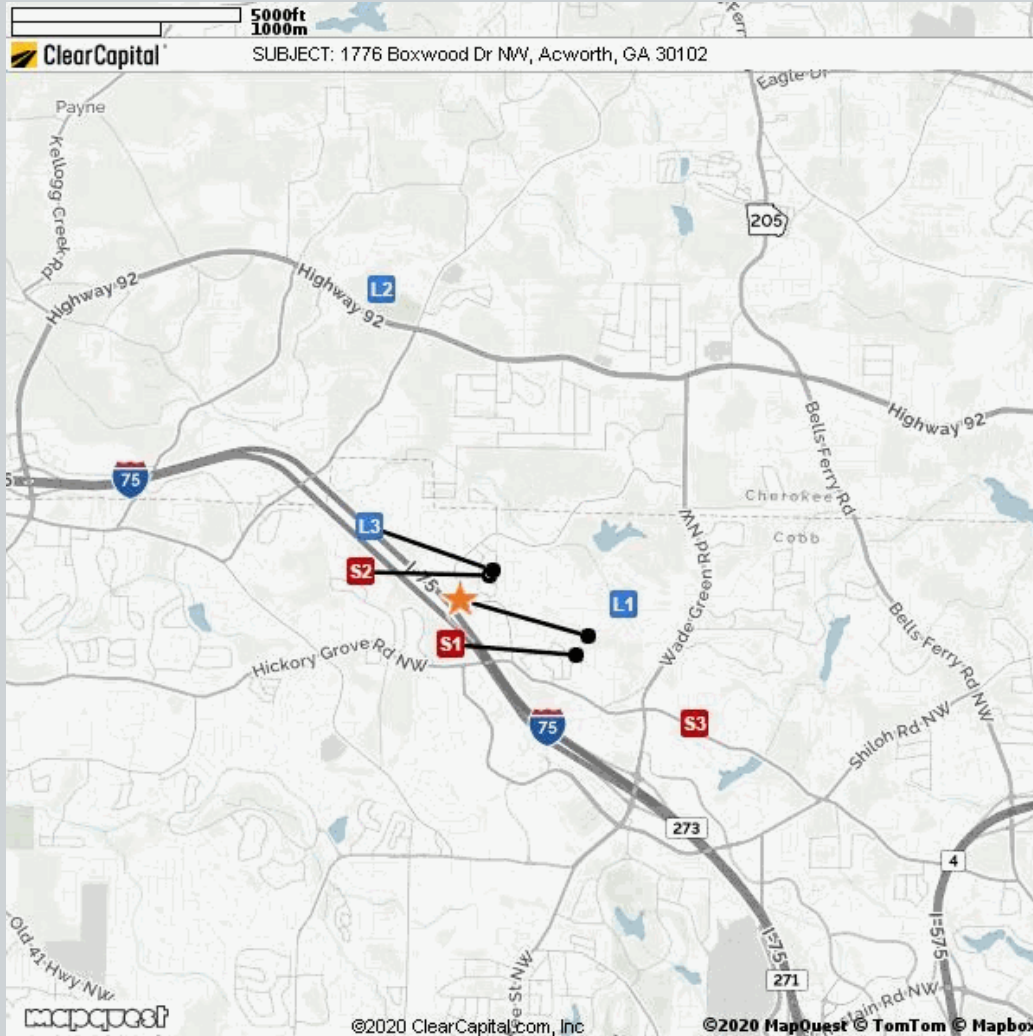 5000ft
1000m
Ferry
ClearCapital
SUBJECT: 1776 Boxwood Dr NW, Acworth, GA 30102
Eagle Dr
Payne
Kellogg Creek Rd
205
Highway 92
Highway 92
L2
Highway 92
Bells Ferry Rd
75
Cherokee
Cobb
L3
S2
I-75
L1
Wade Green Rd NW
S1
Hickory Grove Rd NW
Bells Ferry Rd NW
75
S3
Shiloh Rd NW
273
4
Old 41 Hwy NW
I-75
I-575
271
mapquest
©2020 ClearCapital.com, Inc
©2020 MapQuest © TomTom © Mapbo